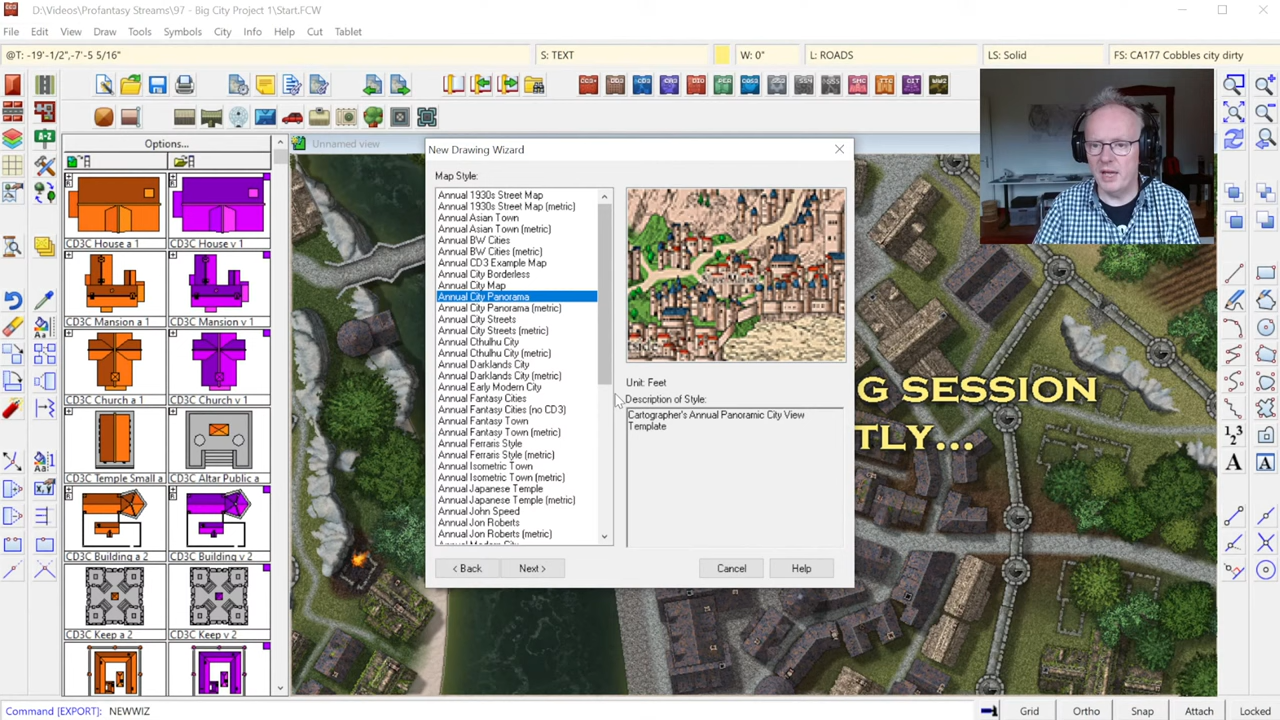 D:\Videos\Profantasy Streams\97 - Big City Project 1\Start.FCW
File Edit View Draw Tools Symbols City Info Help Cut Tablet
@T: -19'-1/2",-7'-5 5/16" S: TEXT W: 0" L: ROADS LS: Solid FS: CA177 Cobbles city dirty
Options...
Unnamed view
CD3C House a 1
CD3C House v 1
CD3C Mansion a 1
CD3C Mansion v 1
CD3C Church a 1
CD3C Church v 1
CD3C Temple Small a
CD3C Altar Public a
CD3C Building a 2
CD3C Building v 2
CD3C Keep a 2
CD3C Keep v 2
New Drawing Wizard
Map Style:
Annual 1930s Street Map
Annual 1930s Street Map (metric)
Annual Asian Town
Annual Asian Town (metric)
Annual BW Cities
Annual BW Cities (metric)
Annual CD3 Example Map
Annual City Borderless
Annual City Map
Annual City Panorama
Annual City Panorama (metric)
Annual City Streets
Annual City Streets (metric)
Annual Cthulhu City
Annual Cthulhu City (metric)
Annual Darklands City
Annual Darklands City (metric)
Annual Early Modern City
Annual Fantasy Cities
Annual Fantasy Cities (no CD3)
Annual Fantasy Town
Annual Fantasy Town (metric)
Annual Ferraris Style
Annual Ferraris Style (metric)
Annual Isometric Town
Annual Isometric Town (metric)
Annual Japanese Temple
Annual Japanese Temple (metric)
Annual John Speed
Annual Jon Roberts
Annual Jon Roberts (metric)
Unit: Feet
Description of Style:
Cartographer's Annual Panoramic City View
Template
< Back Next > Cancel Help
G SESSION
TLY...
Command [EXPORT]: NEWWIZ
Grid Ortho Snap Attach Locked